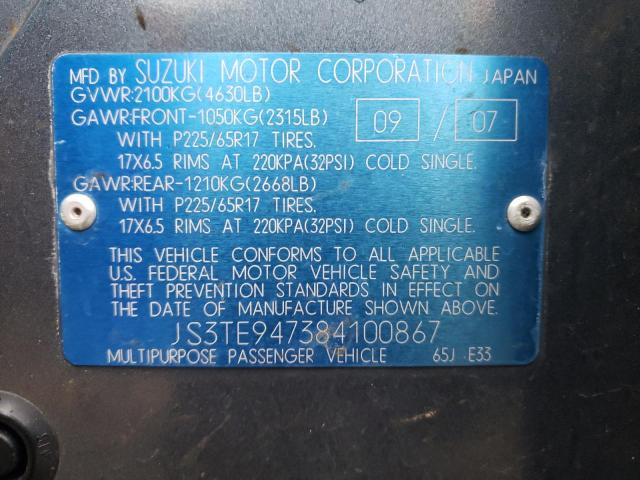 MFD BY SUZUKI MOTOR CORPORATION JAPAN
GVWR:2100KG(4630LB)
GAWR:FRONT-1050KG(2315LB) 09 / 07
WITH P225/65R17 TIRES,
17X6.5 RIMS AT 220KPA(32PSI) COLD SINGLE.
GAWR:REAR-1210KG(2668LB)
WITH P225/65R17 TIRES,
17X6.5 RIMS AT 220KPA(32PSI) COLD SINGLE.
THIS VEHICLE CONFORMS TO ALL APPLICABLE
U.S. FEDERAL MOTOR VEHICLE SAFETY AND
THEFT PREVENTION STANDARDS IN EFFECT ON
THE DATE OF MANUFACTURE SHOWN ABOVE.
JS3TE947384100867
MULTIPURPOSE PASSENGER VEHICLE 65J E33